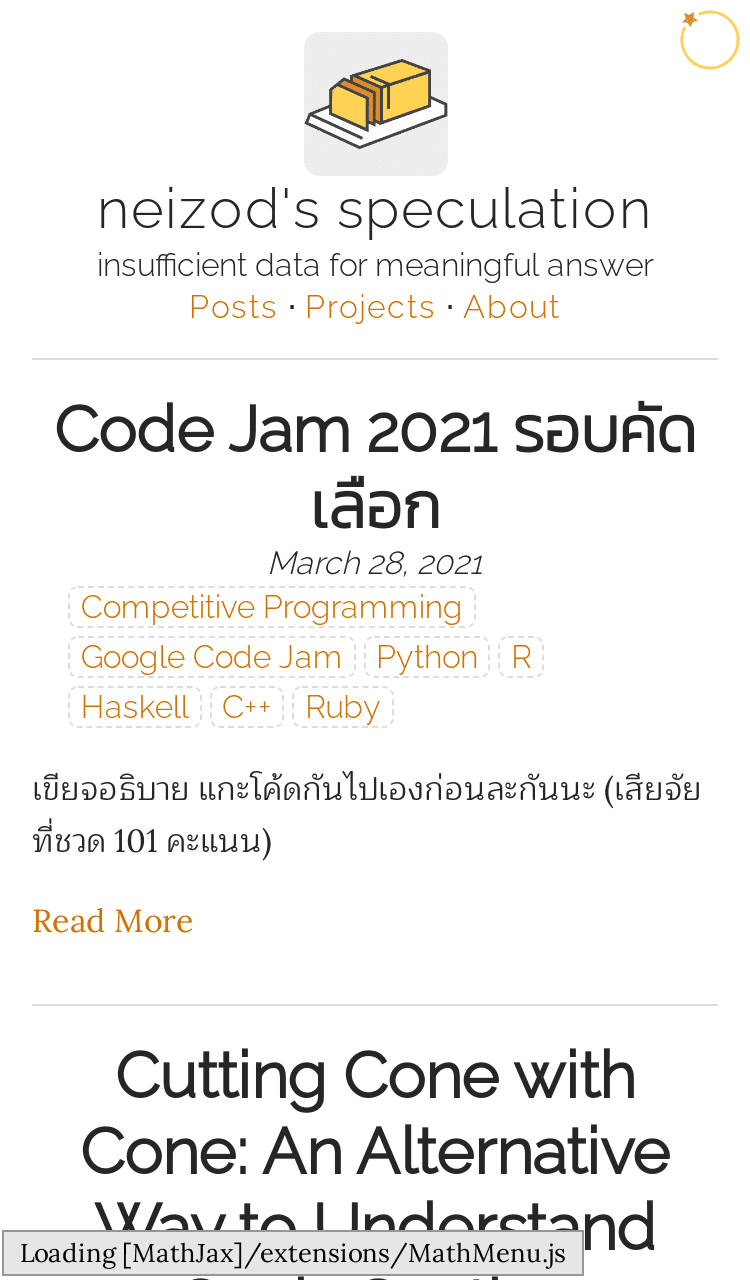 neizod's speculation
insufficient data for meaningful answer
Posts · Projects · About
Code Jam 2021 รอบคัด
เลือก
March 28, 2021
Competitive Programming
Google Code Jam Python R
Haskell C++ Ruby
เขียจอธิบาย แกะโค้ดกันไปเองก่อนละกันนะ (เสียจัย
ที่ชวด 101 คะแนน)
Read More
Cutting Cone with
Cone: An Alternative
Way to Understand
Loading [MathJax]/extensions/MathMenu.js